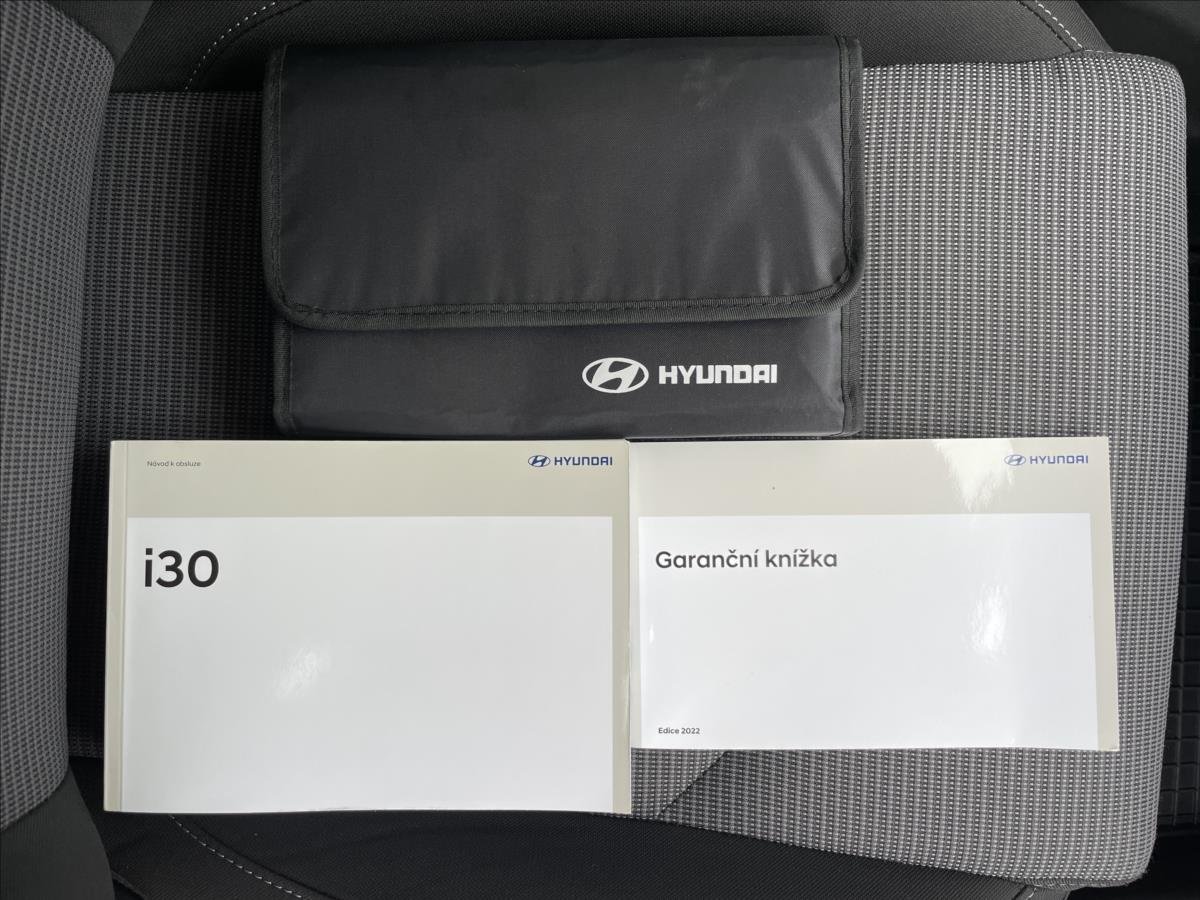 HYUNDAI
Návod k obsluze
HYUNDAI
i30
HYUNDAI
Garanční knížka
Edice 2022